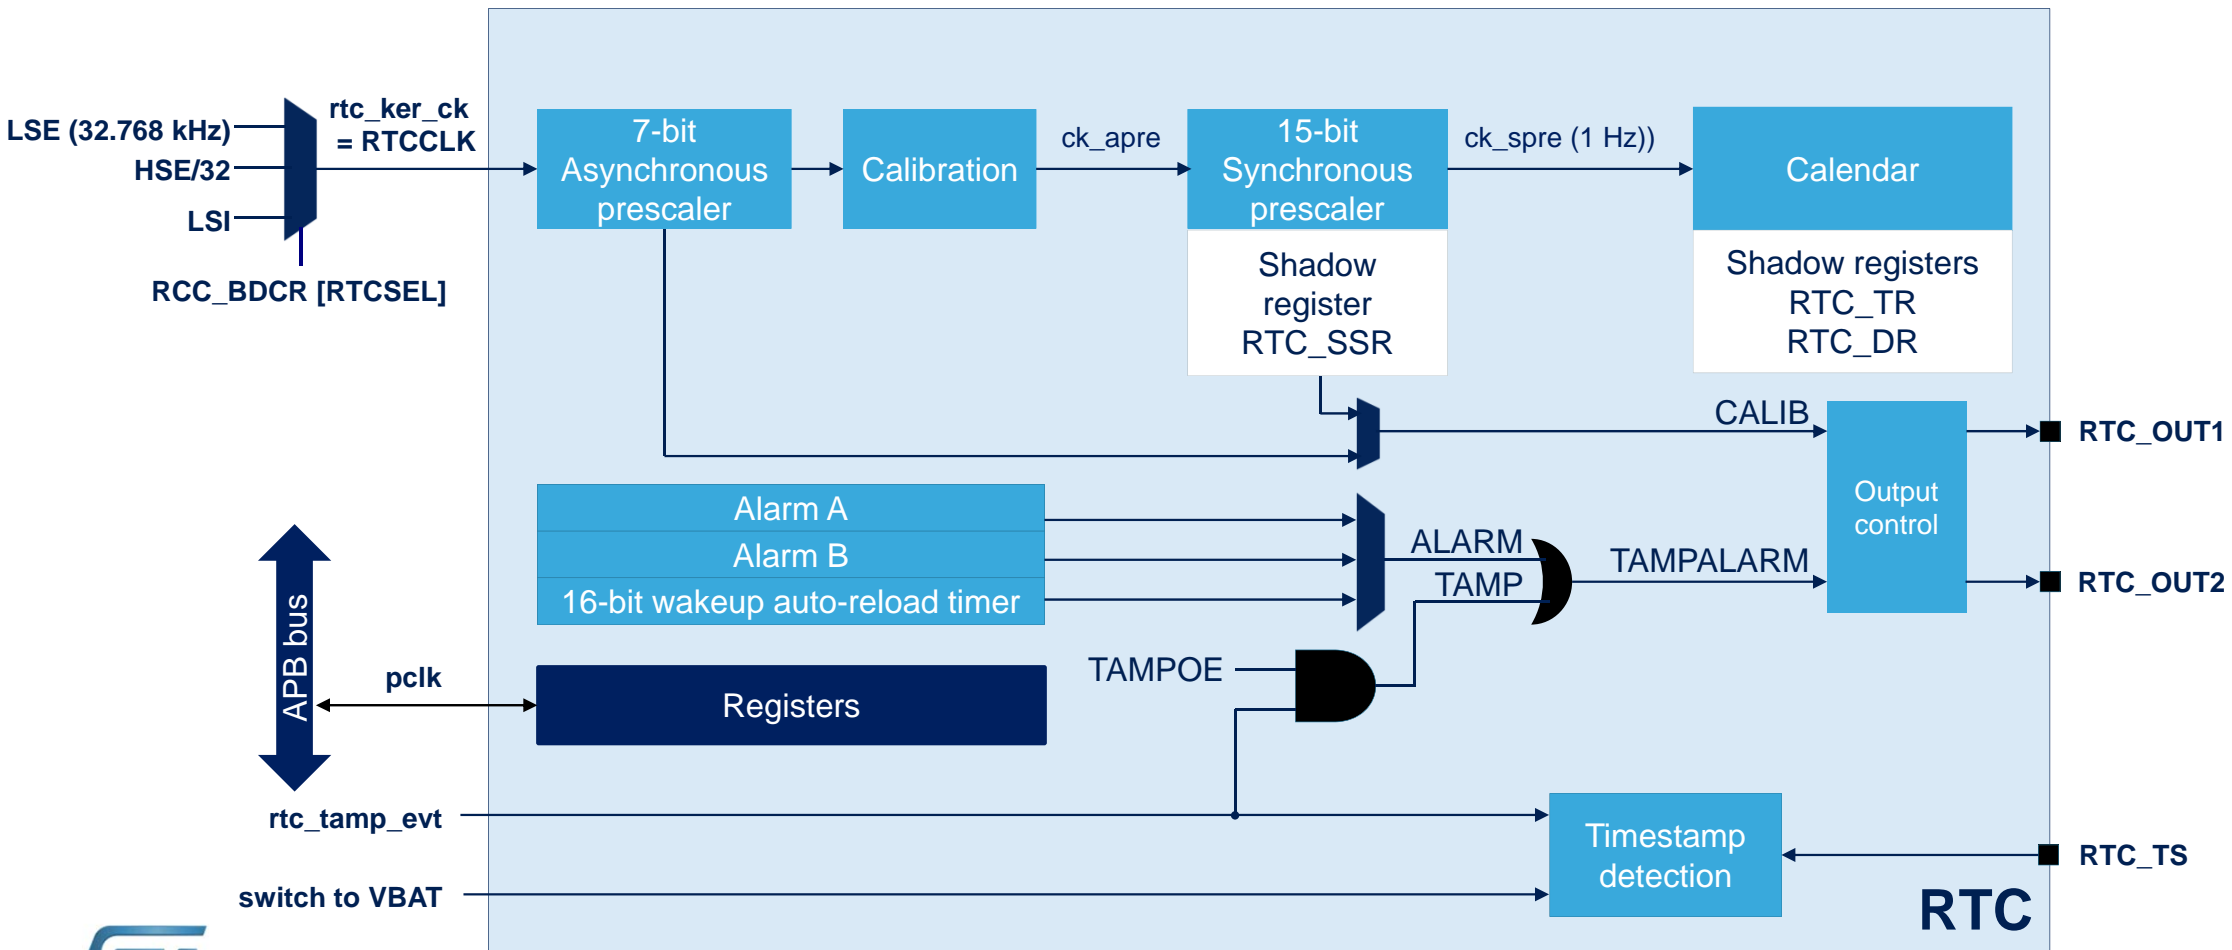 LSE (32.768 kHz)
HSE/32
LSI
RCC_BDCR [RTCSEL]
rtc_ker_ck
= RTCCLK
7-bit
Asynchronous
prescaler
Calibration
ck_apre
15-bit
Synchronous
prescaler
Shadow
register
RTC_SSR
ck_spre (1 Hz))
Calendar
Shadow registers
RTC_TR
RTC_DR
CALIB
Output
control
RTC_OUT1
RTC_OUT2
Alarm A
Alarm B
16-bit wakeup auto-reload timer
ALARM
TAMP
TAMPALARM
APB bus
pclk
Registers
TAMPOE
rtc_tamp_evt
switch to VBAT
Timestamp
detection
RTC_TS
RTC